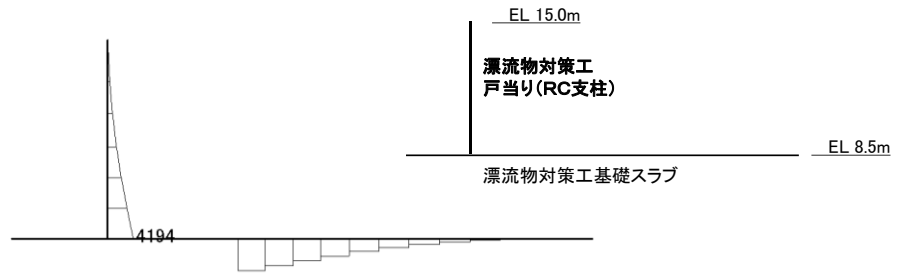 EL 15.0m
漂流物対策工
戸当り（RC支柱）
EL 8.5m
漂流物対策工基礎スラブ
4194